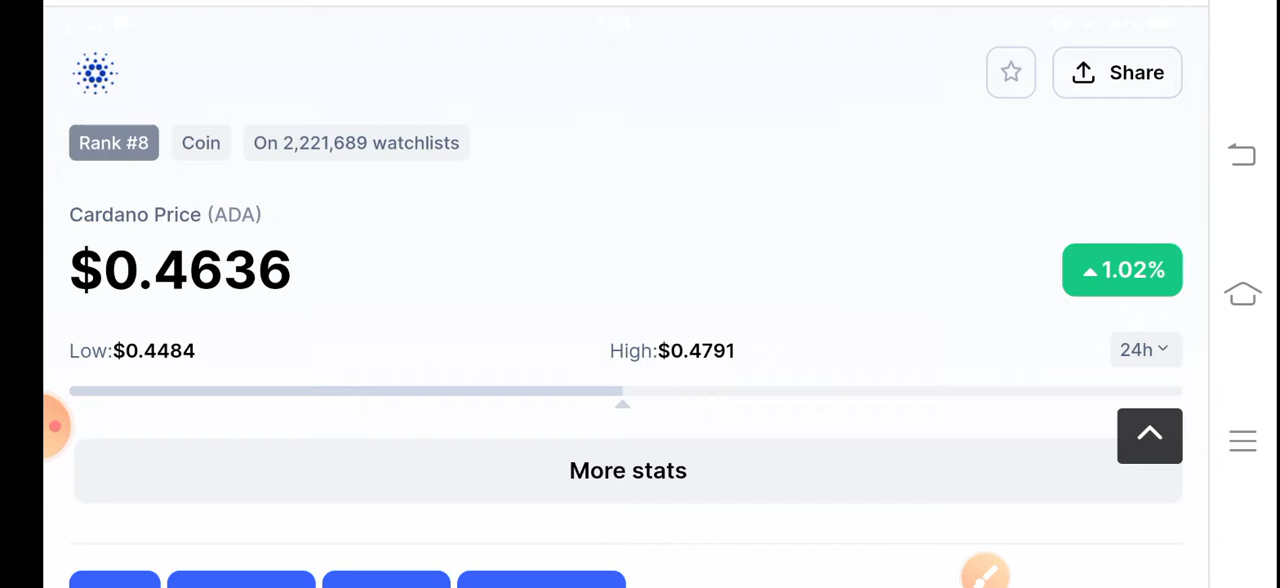 Share
Rank #8 Coin On 2,221,689 watchlists
Cardano Price (ADA)
$0.4636 1.02%
Low:$0.4484 High:$0.4791 24h
More stats